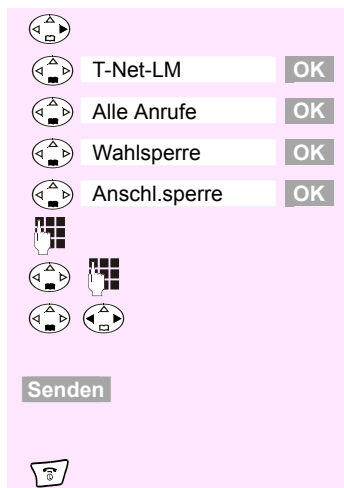 T-Net-LM OK
Alle Anrufe OK
Wahlsperre OK
Anschl.sperre OK
Senden